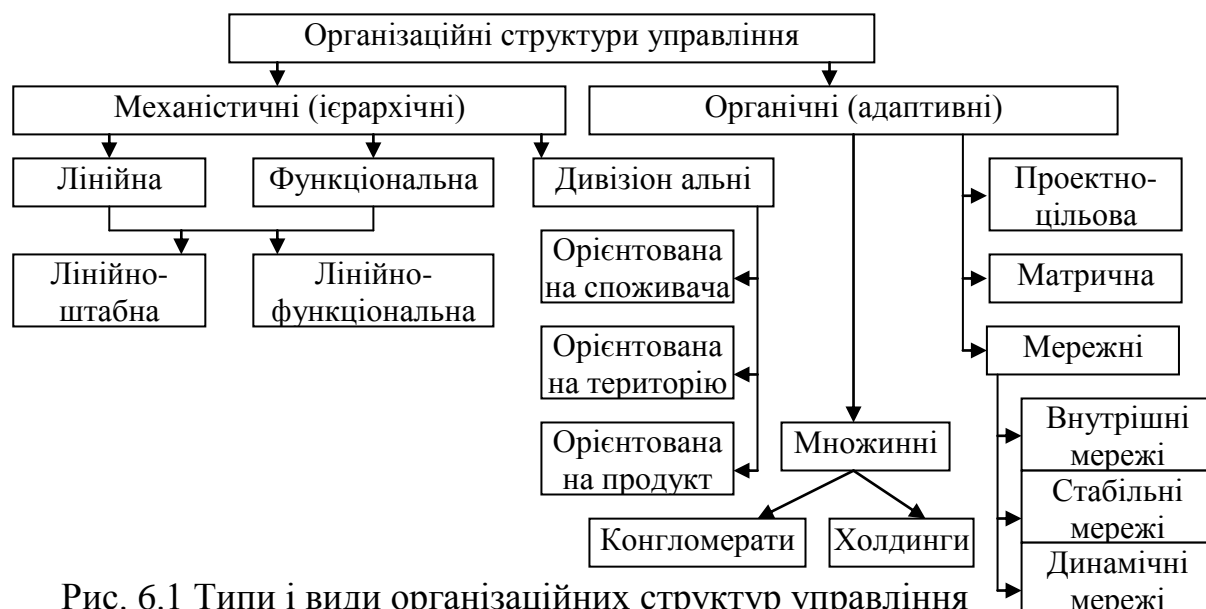 Організаційні структури управління
Механістичні (ієрархічні)
Органічні (адаптивні)
Лінійна
Функціональна
Дивізіон альні
Проектно-
цільова
Лінійно-
штабна
Лінійно-
функціональна
Орієнтована
на споживача
Матрична
Орієнтована
на територію
Мережні
Орієнтована
на продукт
Множинні
Внутрішні
мережі
Стабільні
мережі
Конгломерати
Холдинги
Динамічні
мережі
Рис. 6.1 Типи і види організаційних структур управління